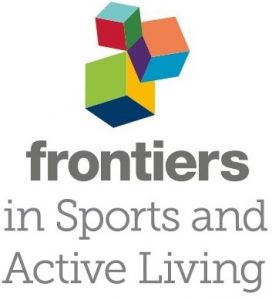 frontiers
in Sports and
Active Living